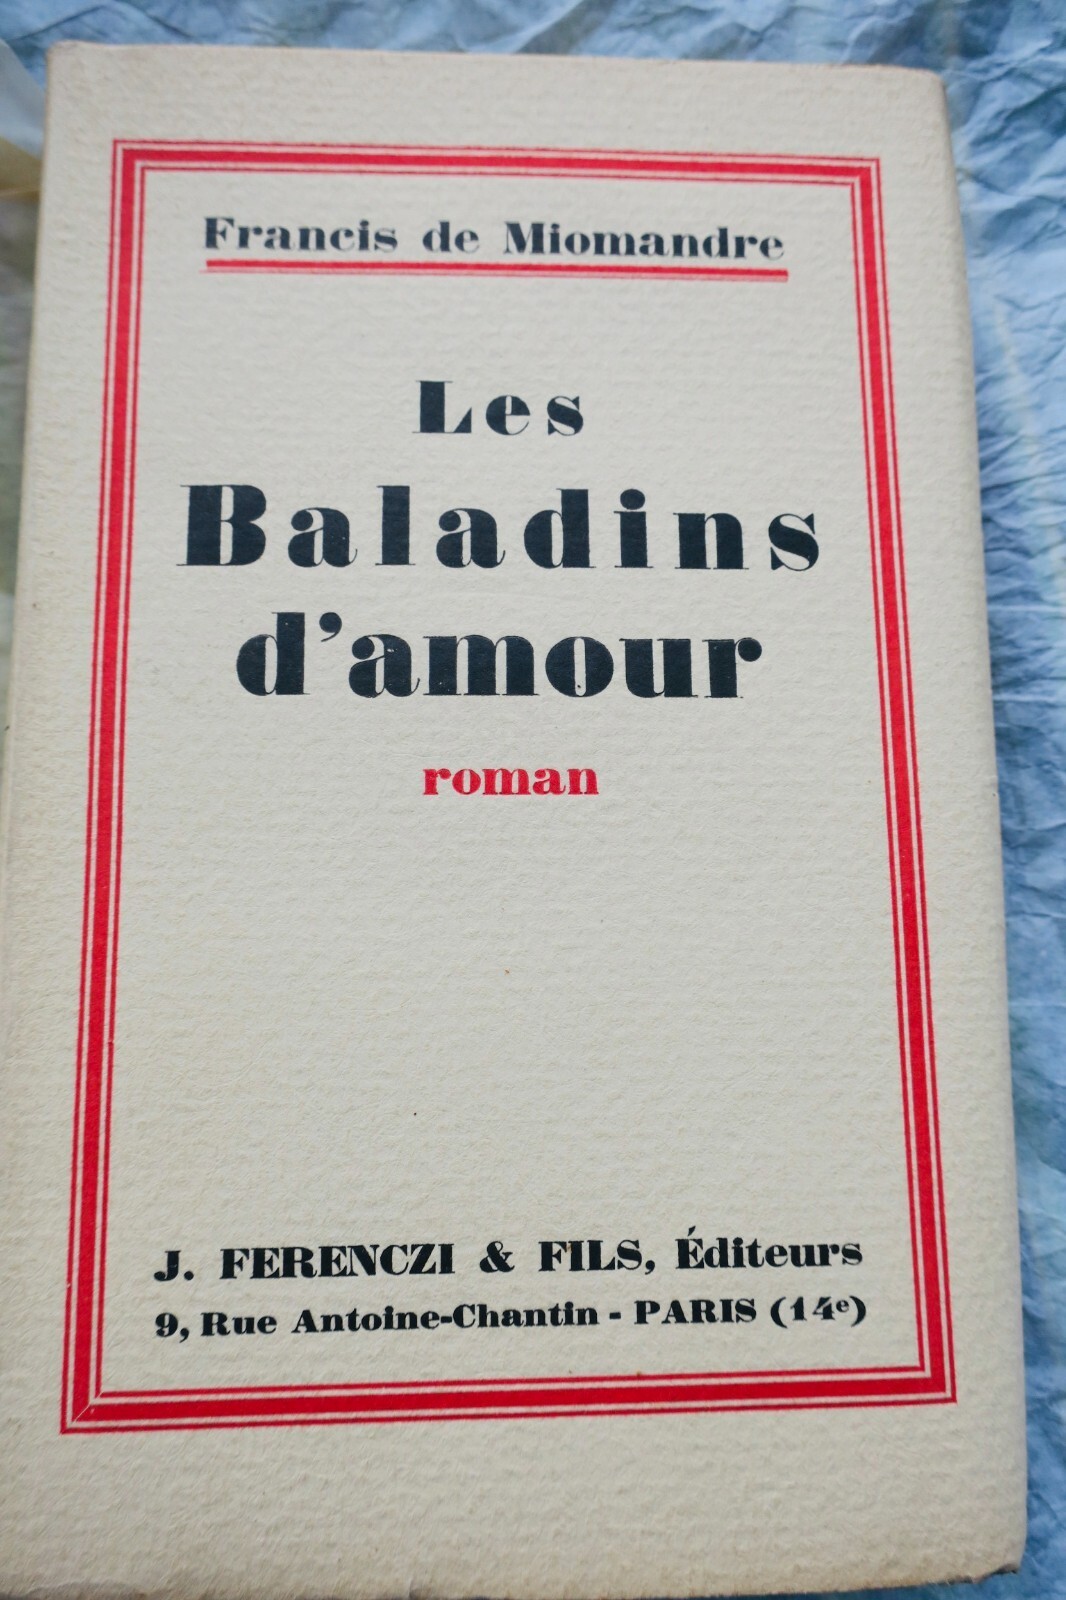 Francis de Miomandre
Les
Baladins
d'amour
roman
J. FERENCZI & FILS, Éditeurs
9, Rue Antoine-Chantin - PARIS (14e)